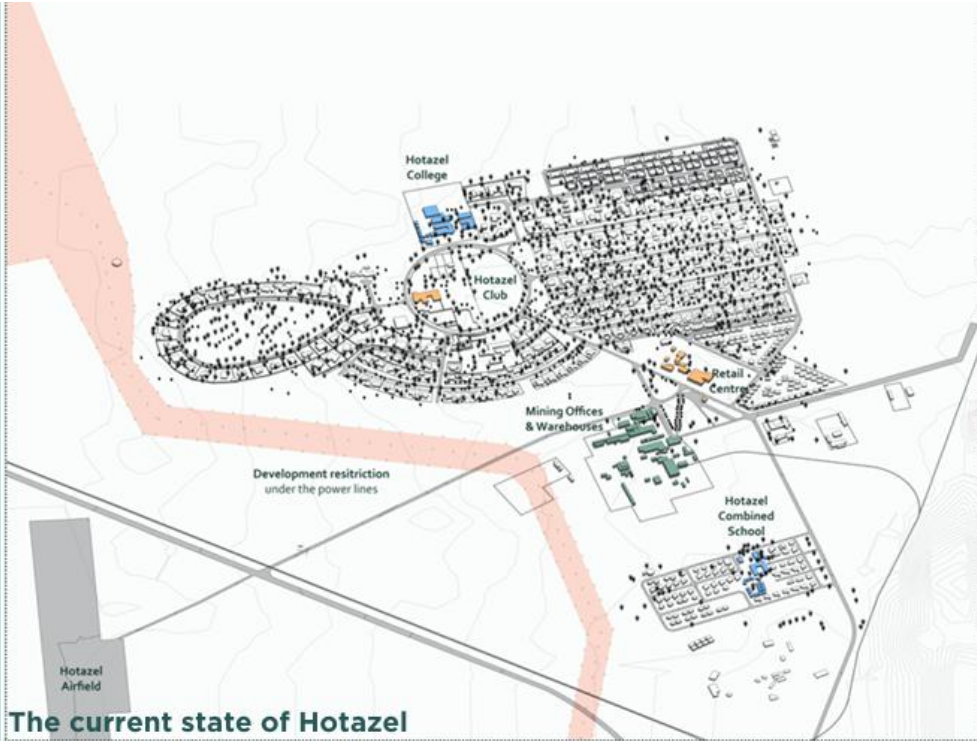 Hotazel
College
Hotazel
Club
Retail
Centre
Mining Offices
& Warehouses
Development resitriction
under the power lines
Hotazel
Combined
School
Hotazel
Airfield
The current state of Hotazel